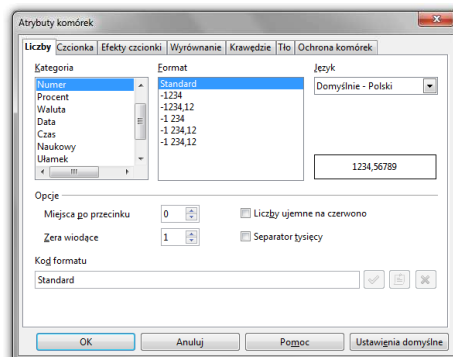 Atrybuty komórek
Liczby Czcionka Efekty czcionki Wyrównanie Krawędzie Tło Ochrona komórek
Kategoria
Numer
Procent
Waluta
Data
Czas
Naukowy
Ułamek
Format
Standard
-1234
-1234,12
-1 234
-1 234,12
-1 234,12
Język
Domyślnie - Polski
1234,56789
Opcje
Miejsca po przecinku 0 Liczby ujemne na czerwono
Zera wiodące 1 Separator tysięcy
Kod formatu
Standard
OK Anuluj Pomoc Ustawienia domyślne